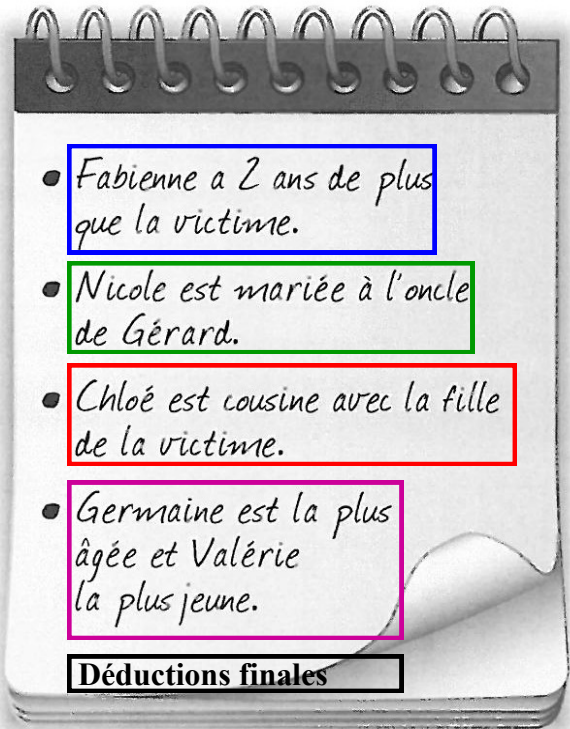 Fabienne a 2 ans de plus
que la victime.
Nicole est mariée à l'oncle
de Gérard.
Chloé est cousine avec la fille
de la victime.
Germaine est la plus
âgée et Valérie
la plus jeune.
Déductions finales